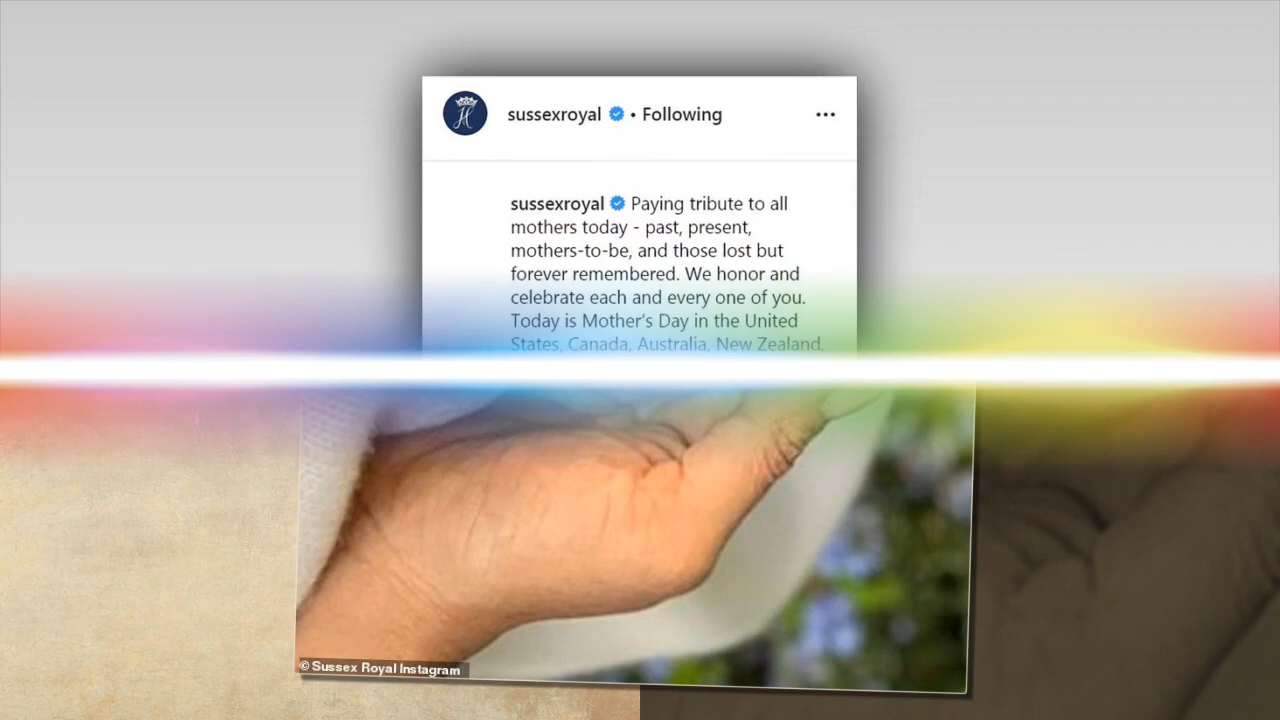 sussexroyal • Following
sussexroyal Paying tribute to all
mothers today - past, present,
mothers-to-be, and those lost but
forever remembered. We honor and
celebrate each and every one of you.
Today is Mother's Day in the United
States, Canada, Australia, New Zealand,
© Sussex Royal Instagram